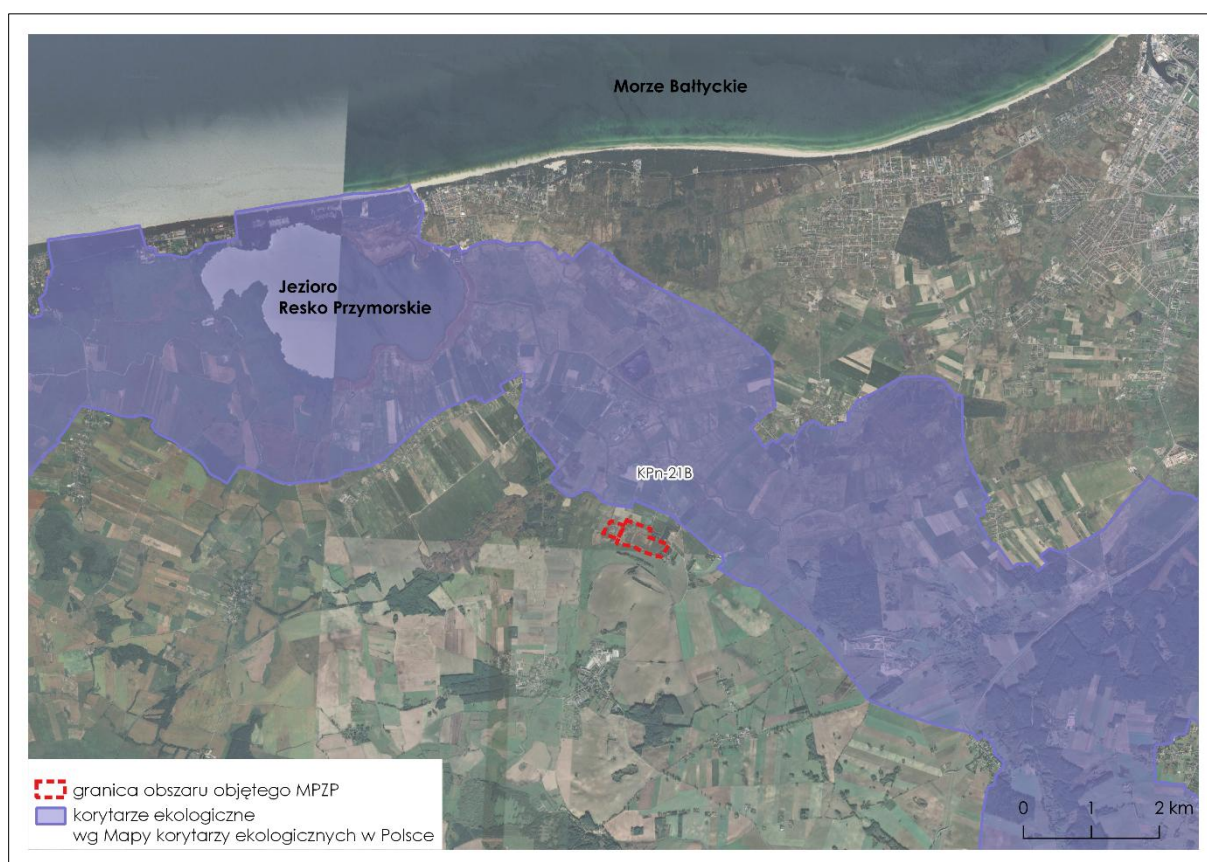 Morze Bałtyckie
Jezioro
Resko Przymorskie
KPn-21B
granica obszaru objętego MPZP
korytarze ekologiczne
wg Mapy korytarzy ekologicznych w Polsce
0 1 2 km